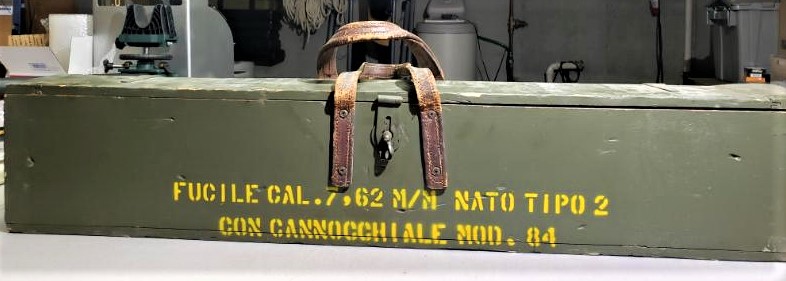 FUCILE CAL.7,62 M/M NATO TIPO 2
CON CANNOCCHIALE MOD. 84